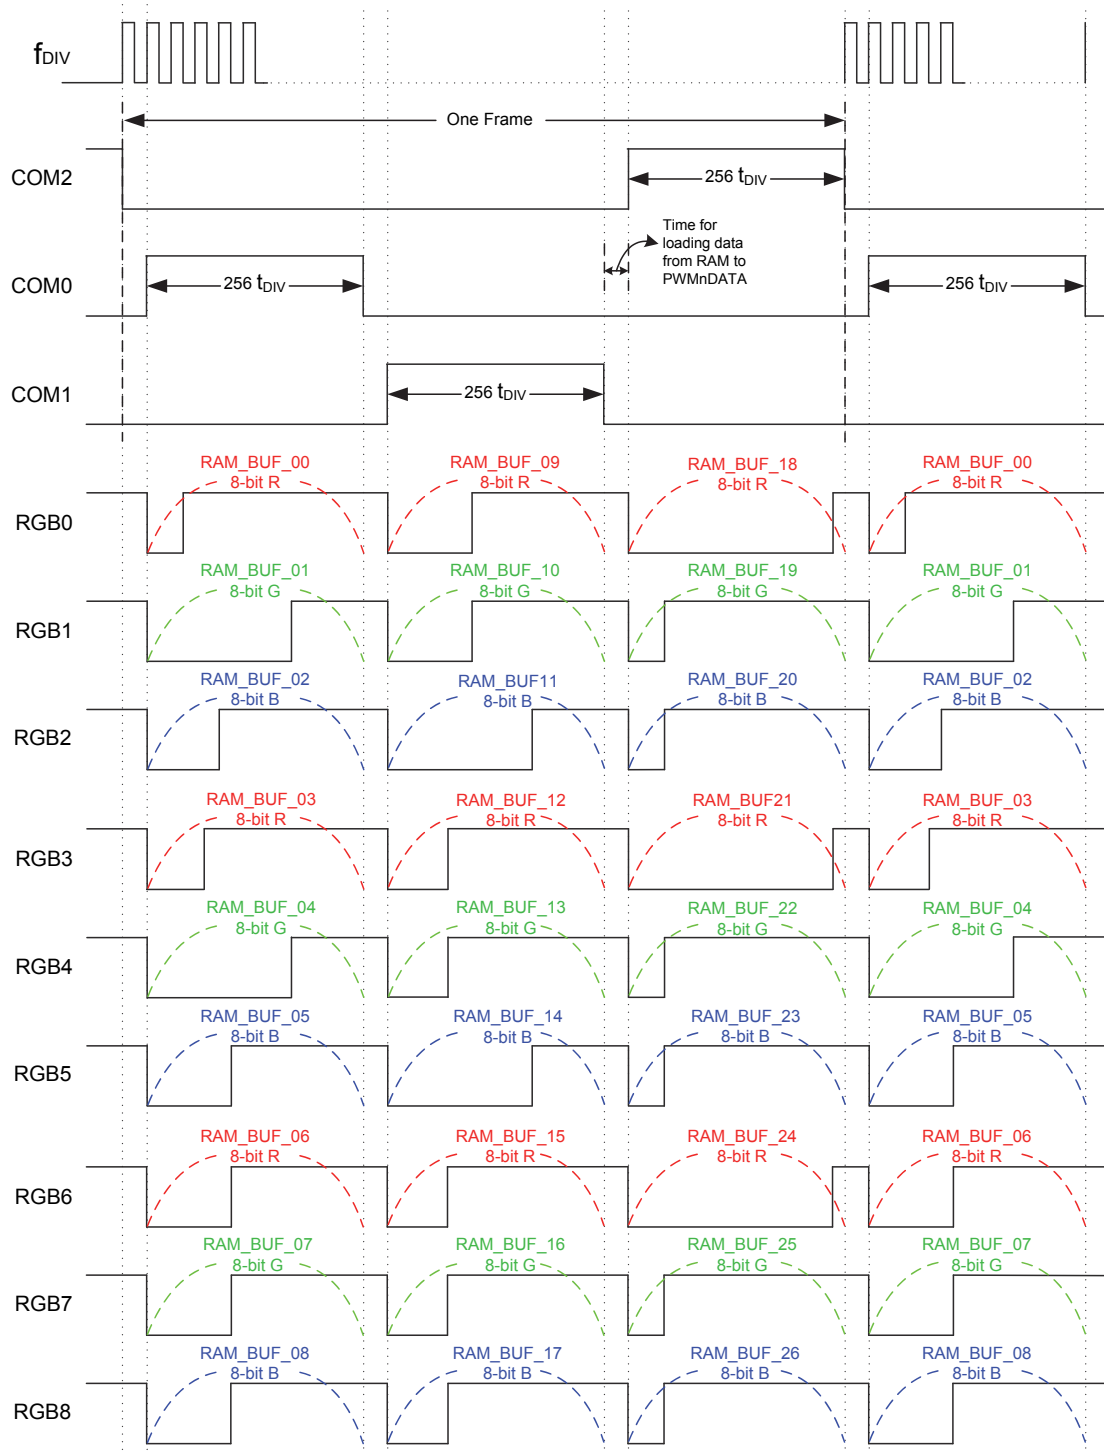 fDIV
One Frame
COM2
256 tDIV
Time for
loading data
from RAM to
PWMnDATA
COM0
256 tDIV
256 tDIV
COM1
256 tDIV
RAM_BUF_00
8-bit R
RAM_BUF_09
8-bit R
RAM_BUF_18
8-bit R
RAM_BUF_00
8-bit R
RGB0
RAM_BUF_01
8-bit G
RAM_BUF_10
8-bit G
RAM_BUF_19
8-bit G
RAM_BUF_01
8-bit G
RGB1
RAM_BUF_02
8-bit B
RAM_BUF11
8-bit B
RAM_BUF_20
8-bit B
RAM_BUF_02
8-bit B
RGB2
RAM_BUF_03
8-bit R
RAM_BUF_12
8-bit R
RAM_BUF21
8-bit R
RAM_BUF_03
8-bit R
RGB3
RAM_BUF_04
8-bit G
RAM_BUF_13
8-bit G
RAM_BUF_22
8-bit G
RAM_BUF_04
8-bit G
RGB4
RAM_BUF_05
8-bit B
RAM_BUF_14
8-bit B
RAM_BUF_23
8-bit B
RAM_BUF_05
8-bit B
RGB5
RAM_BUF_06
8-bit R
RAM_BUF_15
8-bit R
RAM_BUF_24
8-bit R
RAM_BUF_06
8-bit R
RGB6
RAM_BUF_07
8-bit G
RAM_BUF_16
8-bit G
RAM_BUF_25
8-bit G
RAM_BUF_07
8-bit G
RGB7
RAM_BUF_08
8-bit B
RAM_BUF_17
8-bit B
RAM_BUF_26
8-bit B
RAM_BUF_08
8-bit B
RGB8